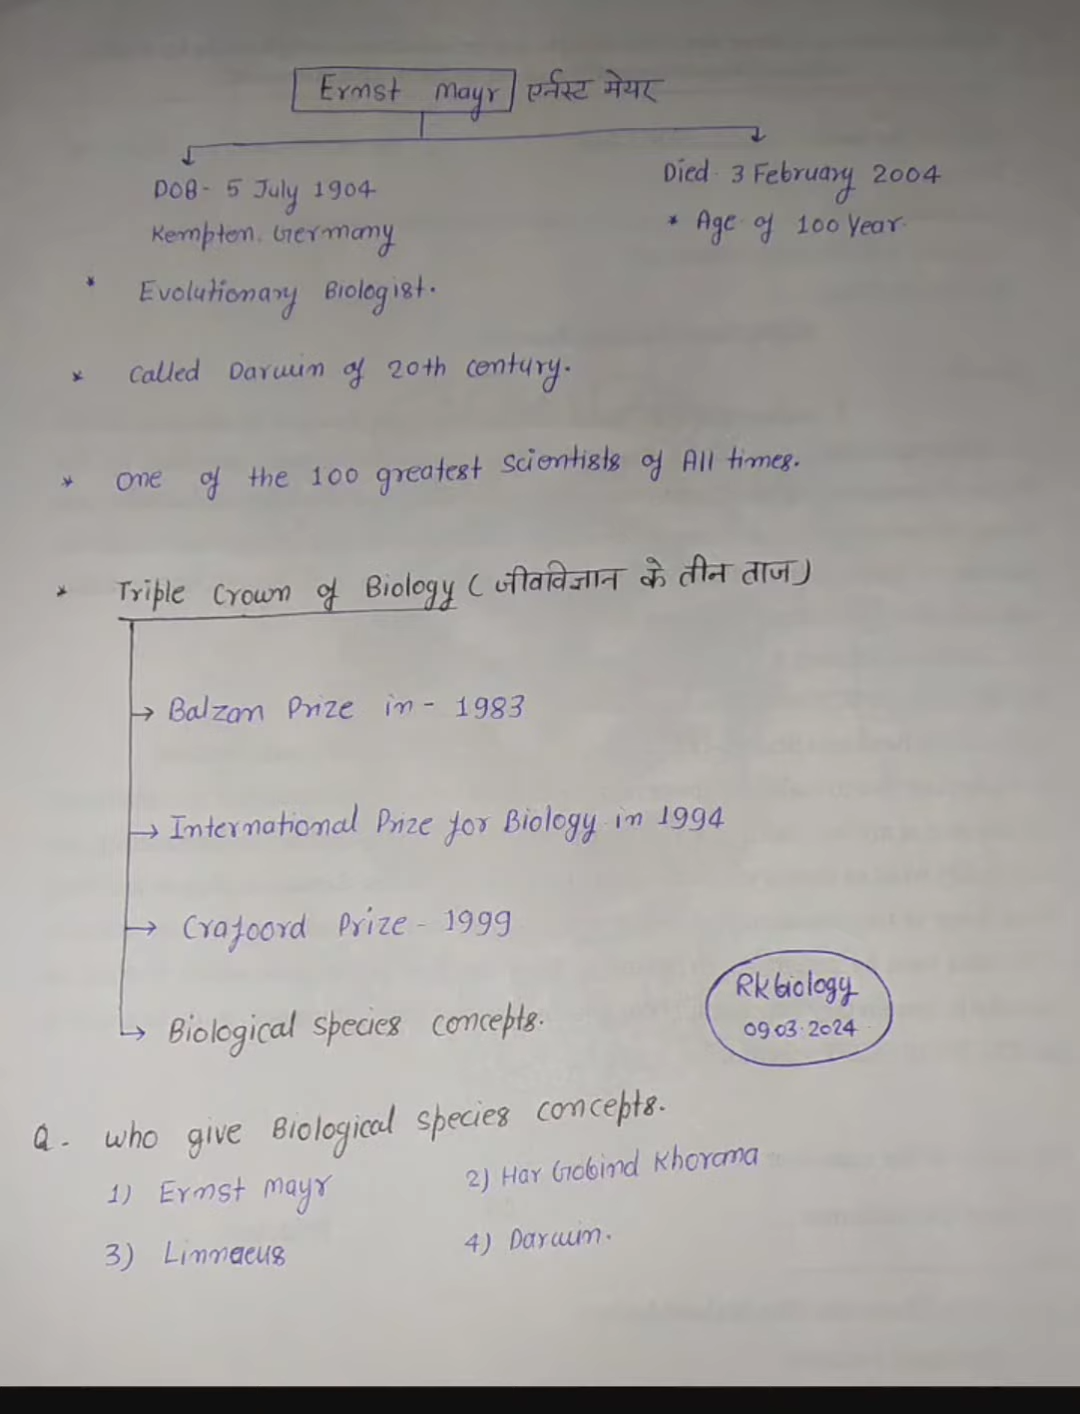 Ernst Mayr एर्नस्ट मेयर
DOB- 5 July 1904
Kempten, Germany
Died- 3 February 2004
* Age of 100 Year.
* Evolutionary Biologist.
* Called Darwin of 20th century.
* One of the 100 greatest Scientists of All times.
* Triple Crown of Biology (जीवविज्ञान के तीन ताज)
→ Balzan Prize in - 1983
→ International Prize for Biology in 1994
→ Crafoord Prize - 1999
→ Biological species concepts.
Rkbiology
09.03.2024
Q. who give Biological species concepts.
1) Ernst Mayr
2) Har Gobind Khorana
3) Linnaeus
4) Darwin.